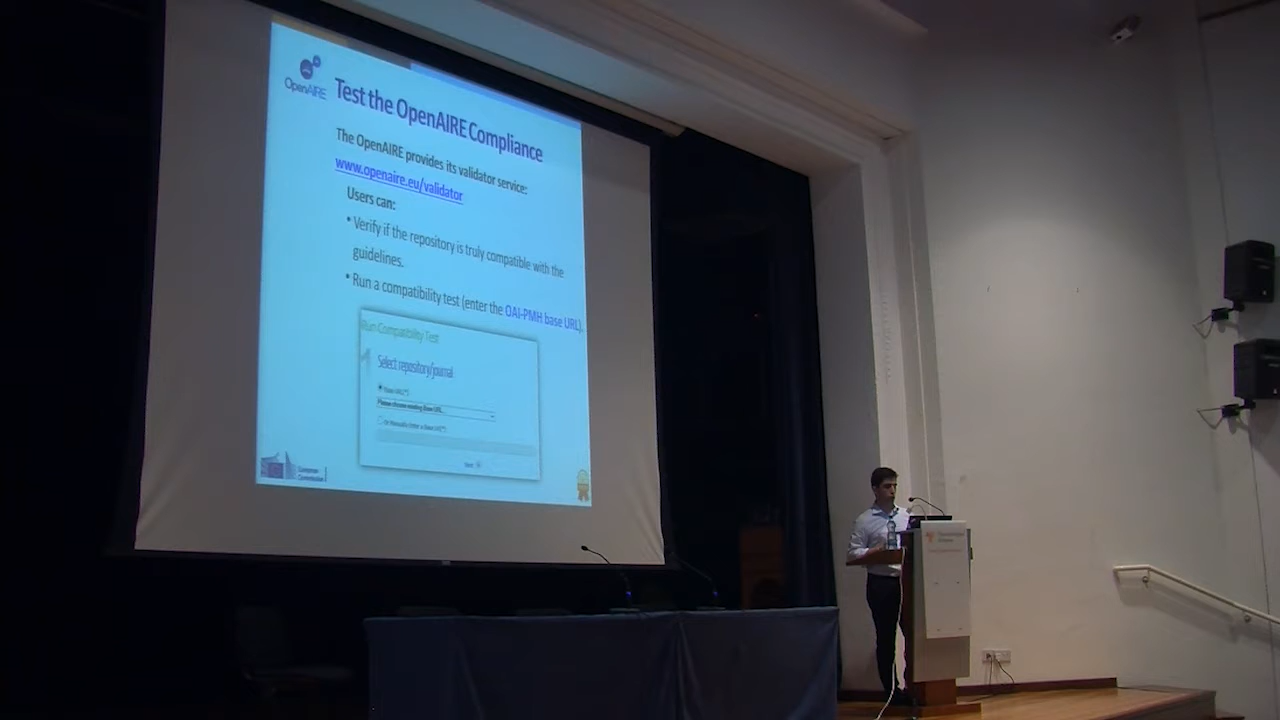 OpenAIRE
Test the OpenAIRE Compliance
The OpenAIRE provides its validator service:
www.openaire.eu/validator
Users can:
• Verify if the repository is truly compatible with the
guidelines.
• Run a compatibility test (enter the OAI-PMH base URL).
Run Compatibility Test
Select repository/journal
European
Commission